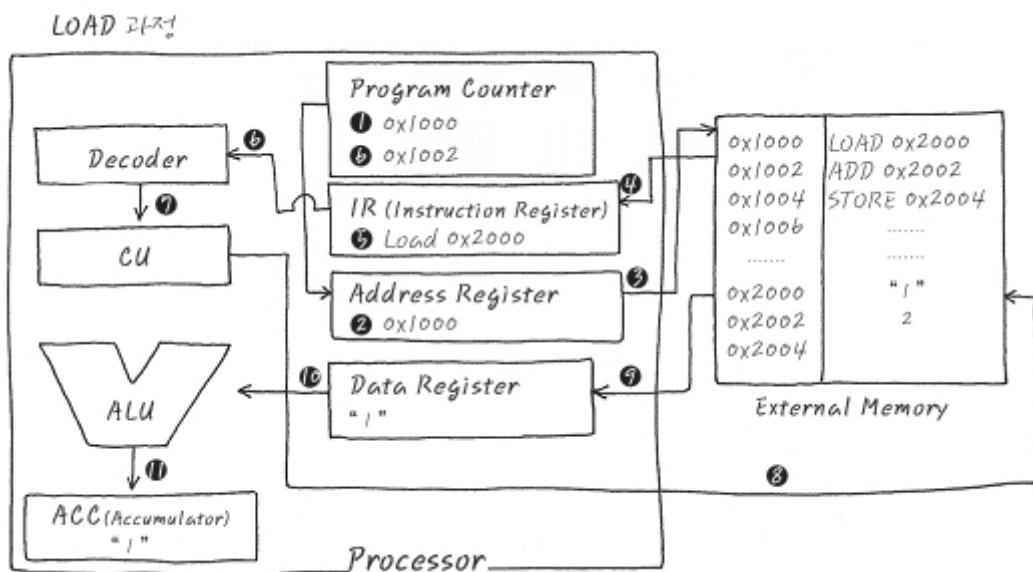 LOAD 과정
Program Counter
❶ 0x1000
❻ 0x1002
❻
Decoder
❼
CU
❹
IR (Instruction Register)
❺ Load 0x2000
❸
Address Register
❷ 0x1000
❿
Data Register
"1"
❾
ALU
⓫
ACC (Accumulator)
"1"
Processor
❽
0x1000 LOAD 0x2000
0x1002 ADD 0x2002
0x1004 STORE 0x2004
0x1006 .......
....... .......
0x2000 "1"
0x2002 2
0x2004
External Memory